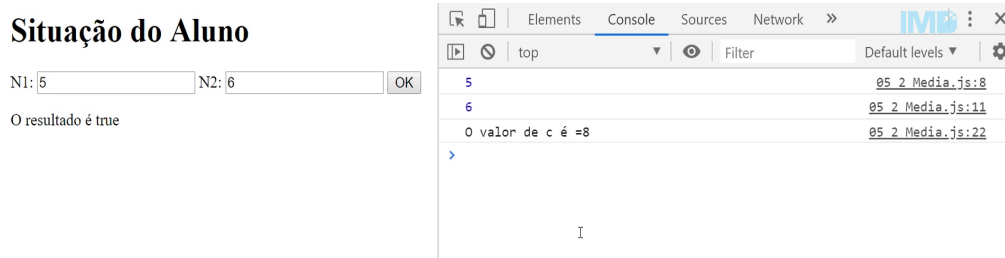 Situação do Aluno
N1: 5 N2: 6 OK
O resultado é true
Elements Console Sources Network »
IMD
top Filter Default levels
5 05 2 Media.js:8
6 05 2 Media.js:11
O valor de c é =8 05 2 Media.js:22